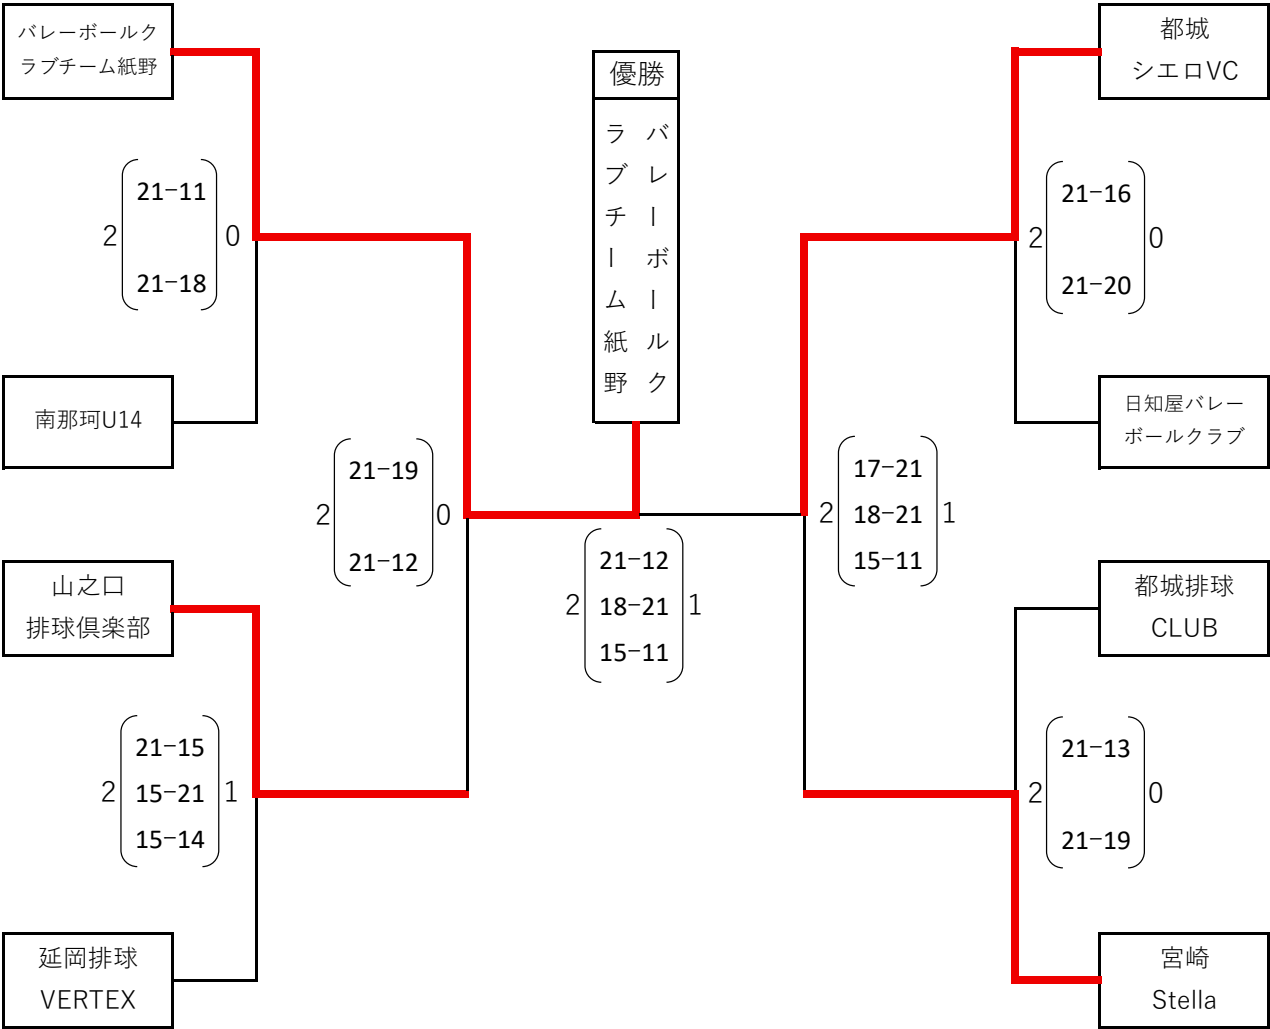 バレーボールク
ラブチーム紙野
優勝
バレーボールク
ラブチーム紙野
都城
シエロVC
21-11
2 0
21-18
21-16
2 0
21-20
南那珂U14
日知屋バレー
ボールクラブ
21-19
2 0
21-12
17-21
2 18-21 1
15-11
21-12
2 18-21 1
15-11
山之口
排球倶楽部
都城排球
CLUB
21-15
2 15-21 1
15-14
21-13
2 0
21-19
延岡排球
VERTEX
宮崎
Stella